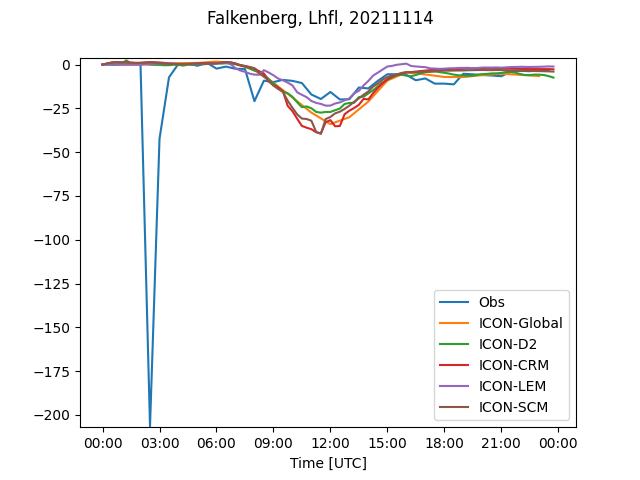 Falkenberg, Lhfl, 20211114
0
−25
−50
−75
−100
−125
−150
−175
−200
Obs
ICON-Global
ICON-D2
ICON-CRM
ICON-LEM
ICON-SCM
00:00 03:00 06:00 09:00 12:00 15:00 18:00 21:00 00:00
Time [UTC]